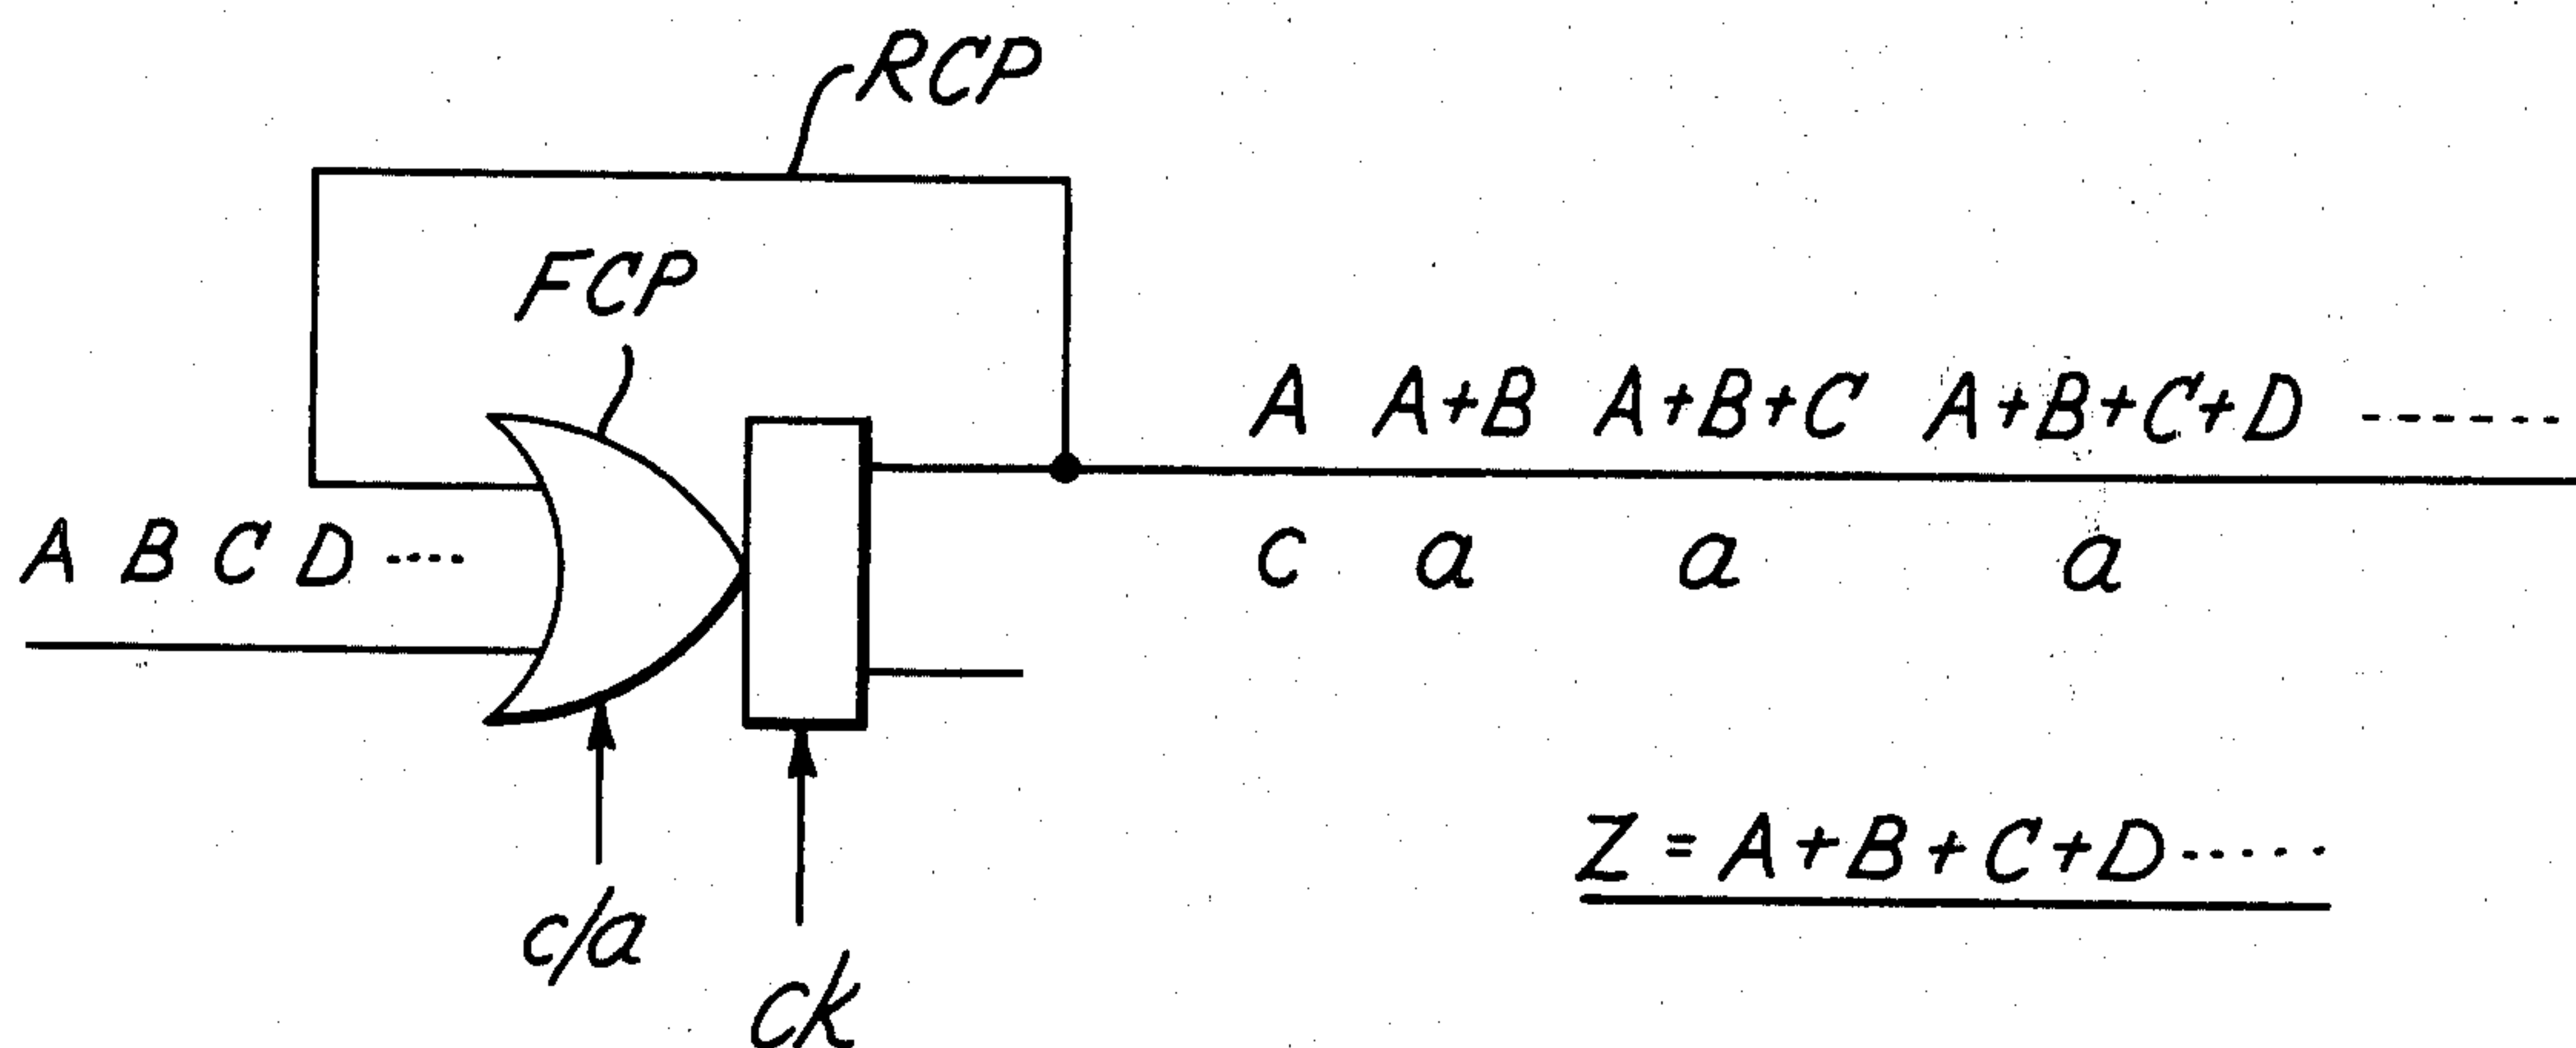 RCP
FCP
A A+B A+B+C A+B+C+D -------
A B C D ----
c a a a
Z = A+B+C+D-----
c/a
ck